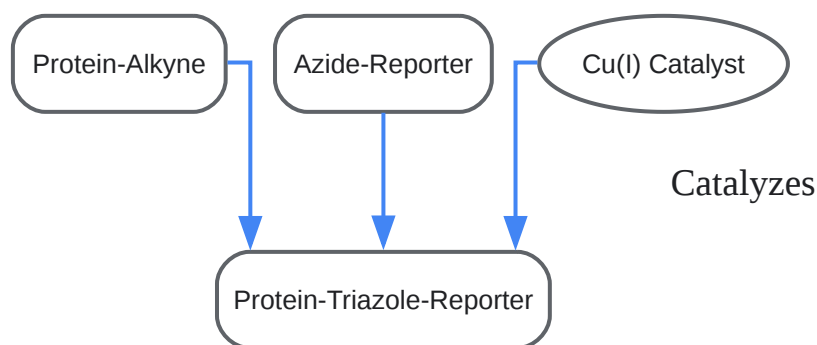 Protein-Alkyne
Azide-Reporter
Cu(I) Catalyst
Catalyzes
Protein-Triazole-Reporter